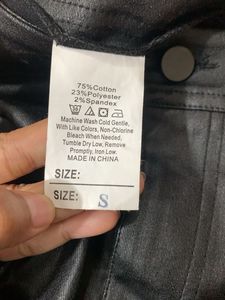 75%Cotton
23%Polyester
2%Spandex
Machine Wash Cold Gentle,
With Like Colors, Non-Chlorine
Bleach When Needed,
Tumble Dry Low, Remove
Promptly, Iron Low.
MADE IN CHINA
SIZE:
SIZE: S